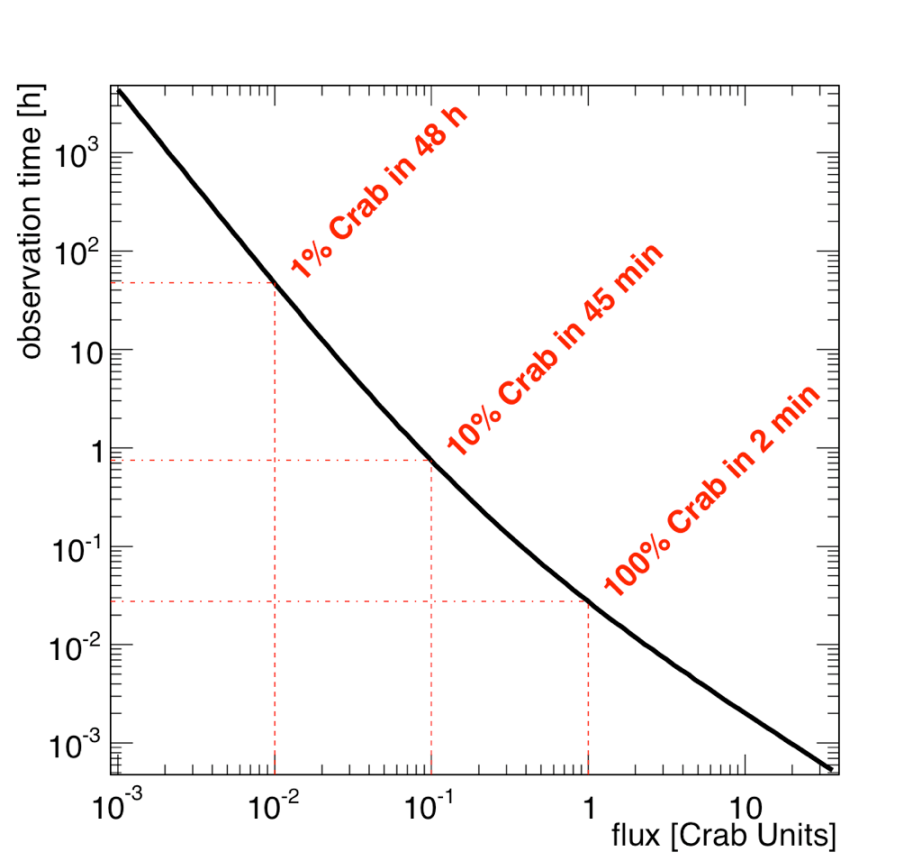 observation time [h]
10³
10²
10
1
10⁻¹
10⁻²
10⁻³
1% Crab in 48 h
10% Crab in 45 min
100% Crab in 2 min
10⁻³ 10⁻² 10⁻¹ 1 10
flux [Crab Units]